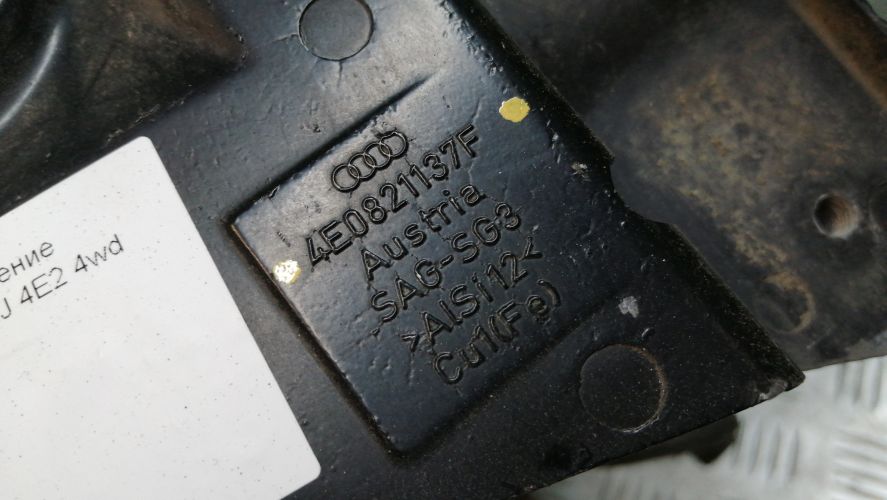 4E0821137F
Austria
SAG-SG3
>AlSi12<
Cu1(Fe)
ение
J 4E2 4wd